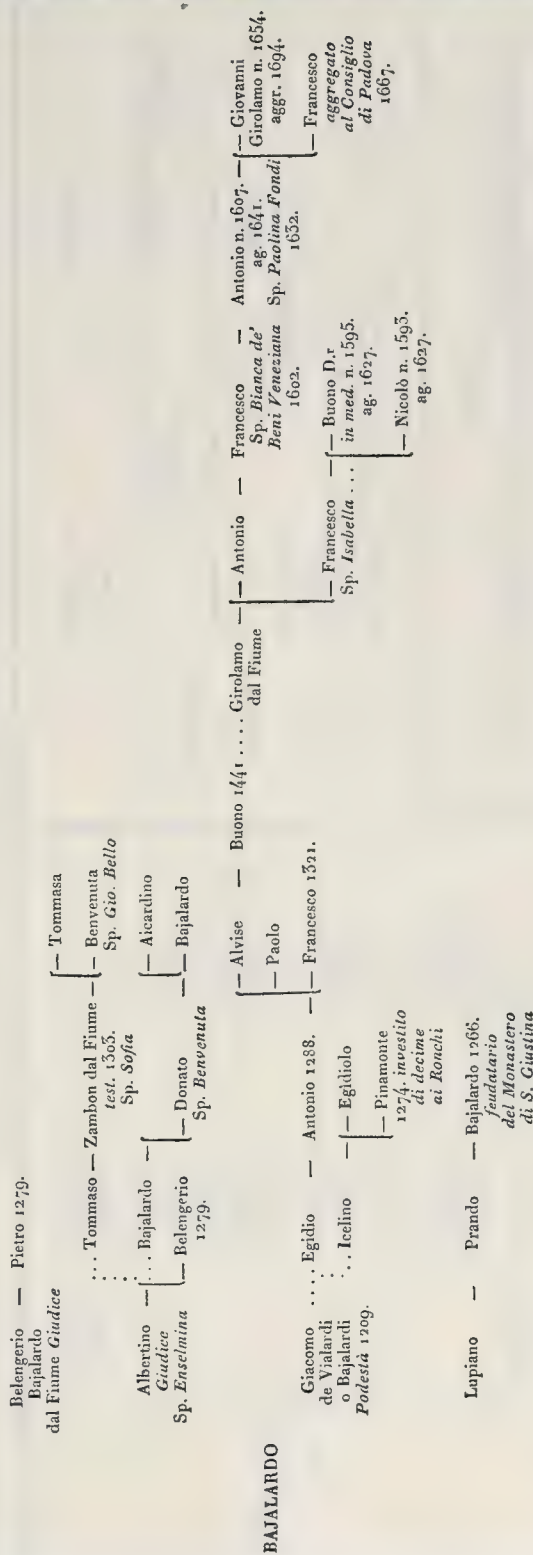 BAJALARDO
Belengerio — Pietro 1279.
Bajalardo
dal Fiume Giudice
... Tommaso — Zambon dal Fiume — Tommasa
test. 1303.
Sp. Sofia
— Benvenuta
Sp. Gio. Bello
Albertino — ... Bajalardo — Aicardino
Giudice
Sp. Enselmina
— Belengerio
1279.
— Donato — Bajalardo
Sp. Benvenuta
Giacomo .... Egidio — Antonio 1288. — Alvise — Buono 1441 .... Girolamo — Antonio — Francesco — Antonio n. 1607. — Giovanni
de Vialardi
o Bajalardi
Podestà 1209.
dal Fiume
Sp. Bianca de'
Beni Veneziana
1602.
ag. 1641.
Sp. Paolina Fondi
1632.
Girolamo n. 1654.
aggr. 1694.
— Francesco
aggregato
al Consiglio
di Padova
1667.
— Paolo
— Francesco 1321.
— Francesco — Buono D.r
Sp. Isabella ...
in med. n. 1595.
ag. 1627.
— Nicolò n. 1593.
ag. 1627.
... Icelino — Egidiolo
— Pinamonte
1274. investito
di decime
ai Ronchi
Lupiano — Prando — Bajalardo 1266.
feudatario
del Monastero
di S. Giustina